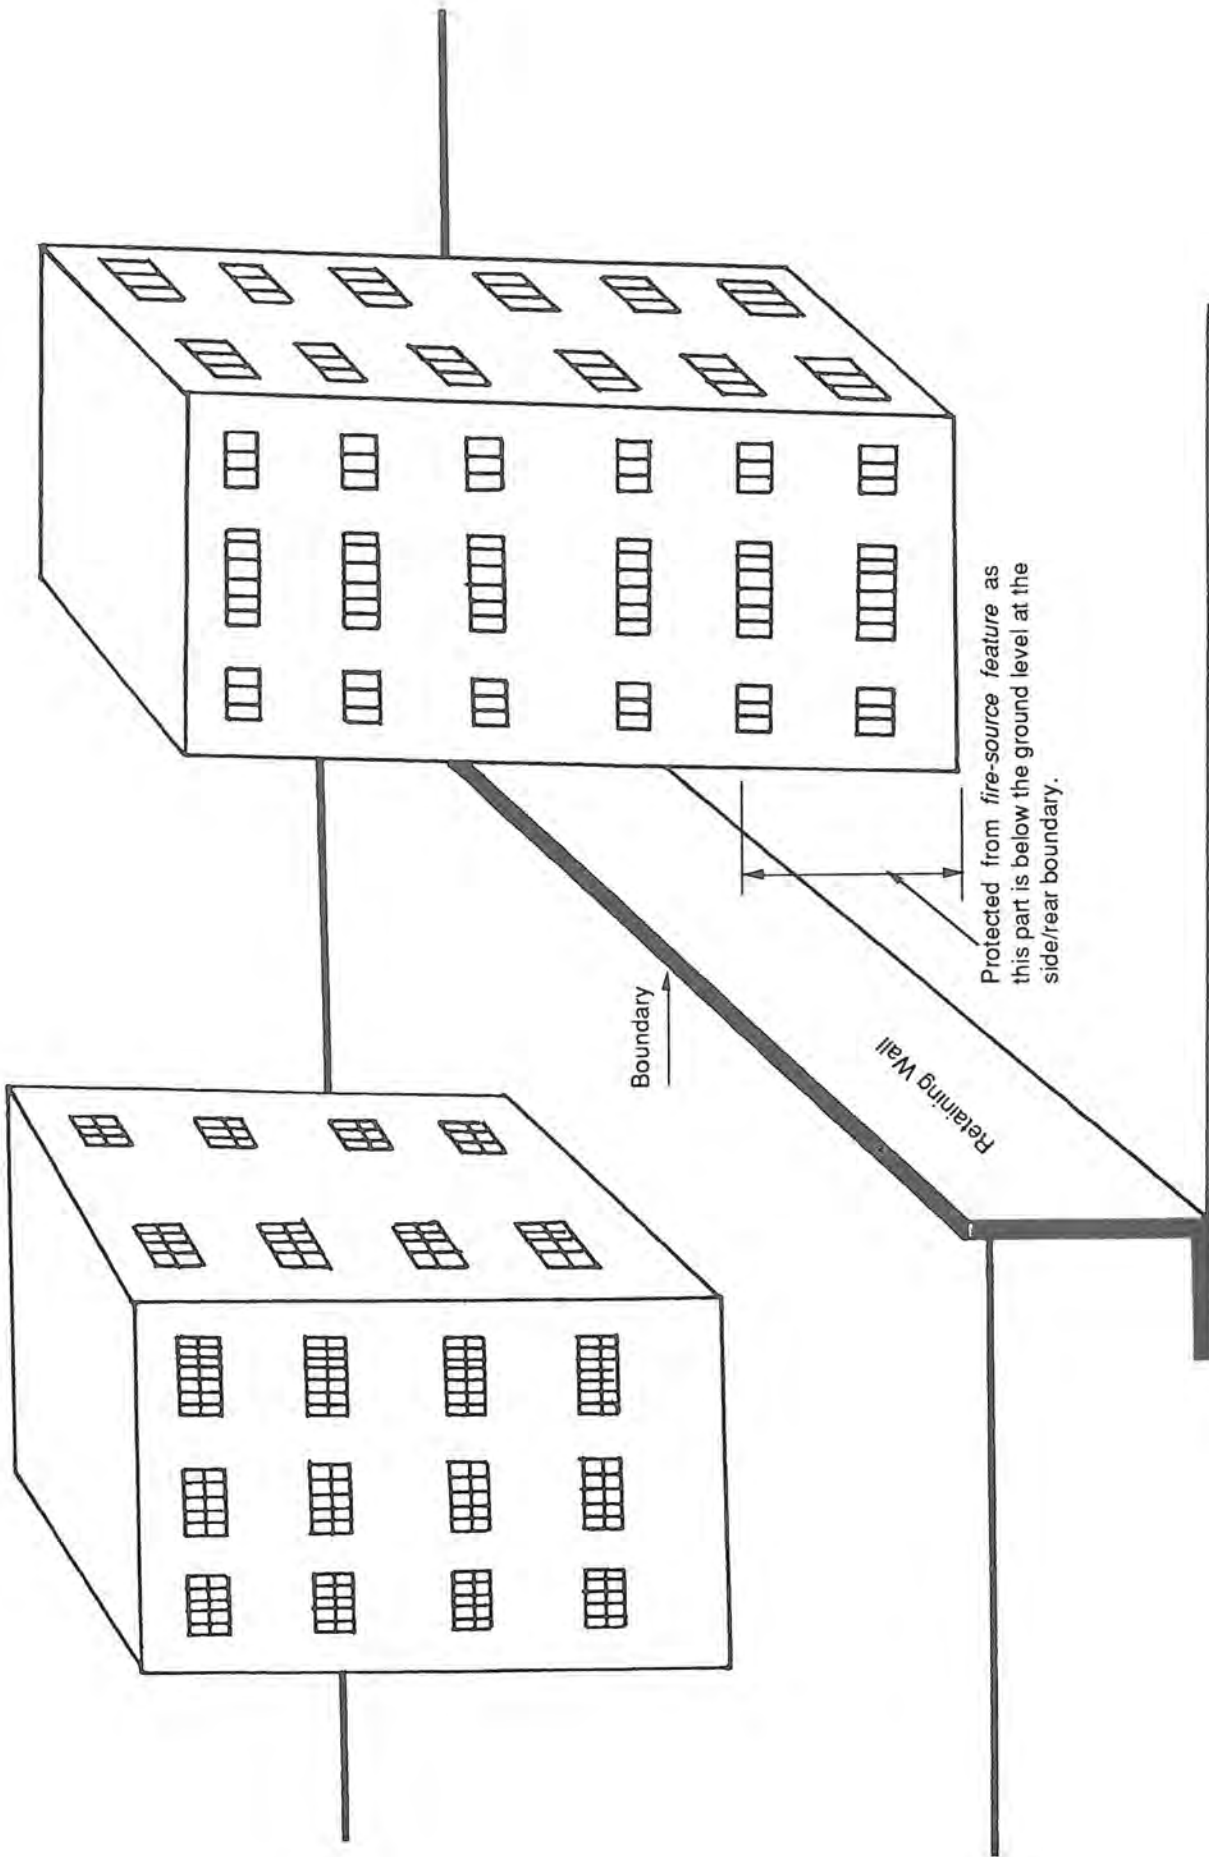 Boundary
Retaining Wall
Protected from fire-source feature as
this part is below the ground level at the
side/rear boundary.